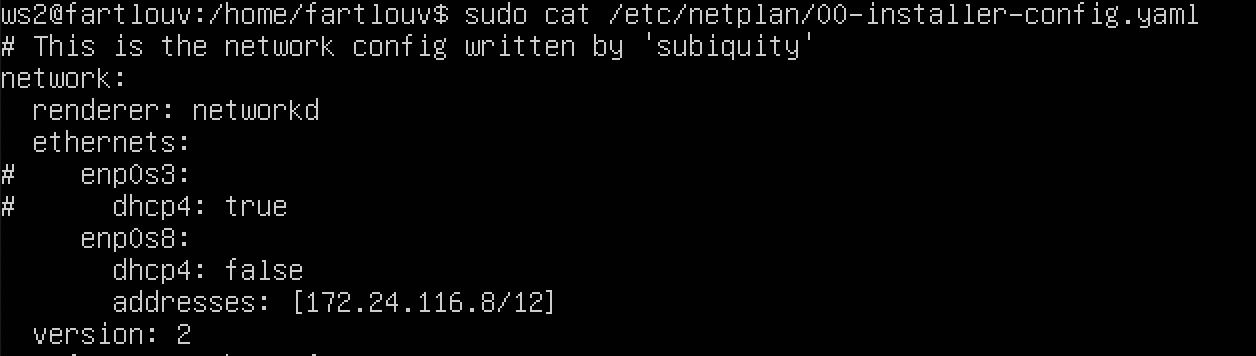 ws2@fartlouv:/home/fartlouv$ sudo cat /etc/netplan/00-installer-config.yaml
# This is the network config written by 'subiquity'
network:
  renderer: networkd
  ethernets:
#    enp0s3:
#      dhcp4: true
     enp0s8:
       dhcp4: false
       addresses: [172.24.116.8/12]
  version: 2